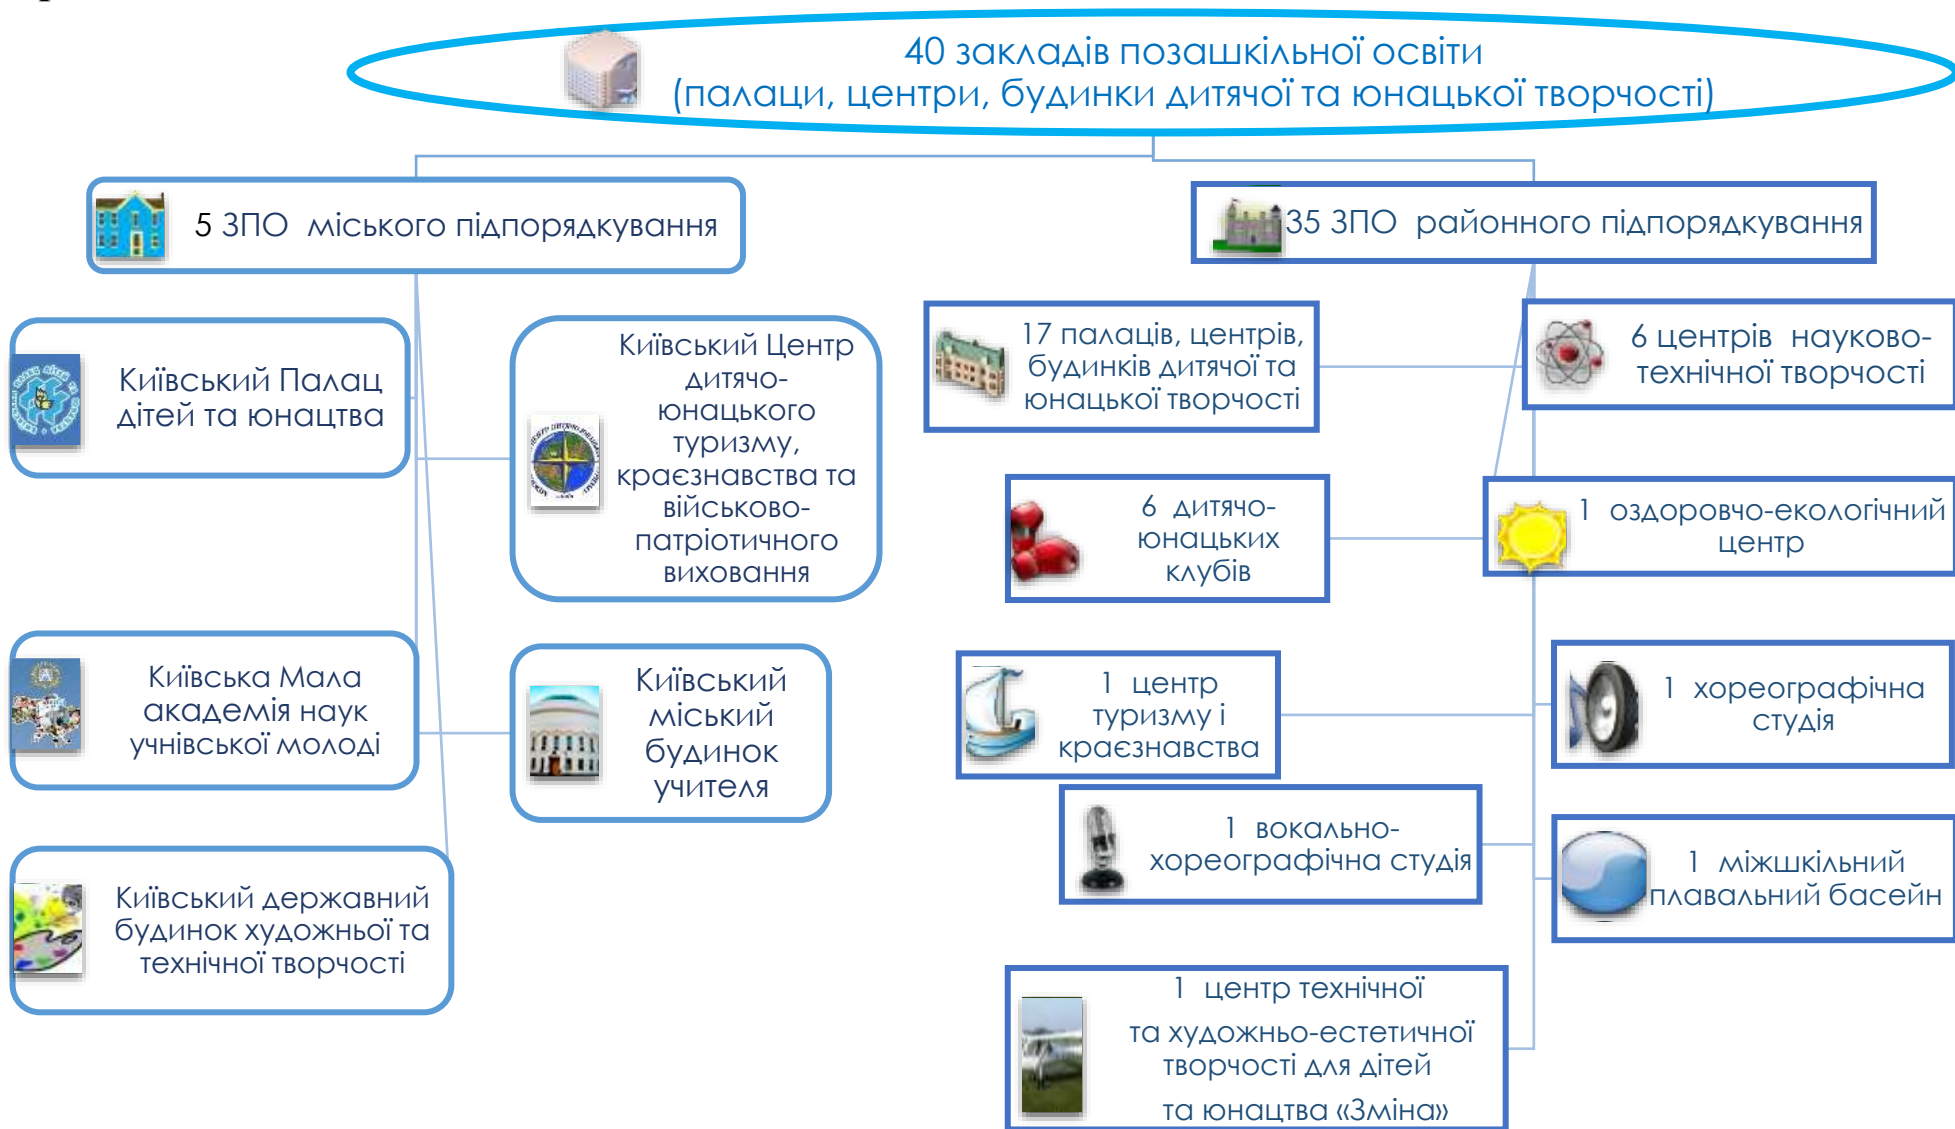 40 закладів позашкільної освіти
(палаци, центри, будинки дитячої та юнацької творчості)
5 ЗПО міського підпорядкування
35 ЗПО районного підпорядкування
Київський Палац
дітей та юнацтва
Київський Центр
дитячо-
юнацького
туризму,
краєзнавства та
військово-
патріотичного
виховання
Київська Мала
академія наук
учнівської молоді
Київський
міський
будинок
учителя
Київський державний
будинок художньої та
технічної творчості
17 палаців, центрів,
будинків дитячої та
юнацької творчості
6 центрів науково-
технічної творчості
6 дитячо-
юнацьких
клубів
1 оздоровчо-екологічний
центр
1 центр
туризму і
краєзнавства
1 хореографічна
студія
1 вокально-
хореографічна студія
1 міжшкільний
плавальний басейн
1 центр технічної
та художньо-естетичної
творчості для дітей
та юнацтва «Зміна»